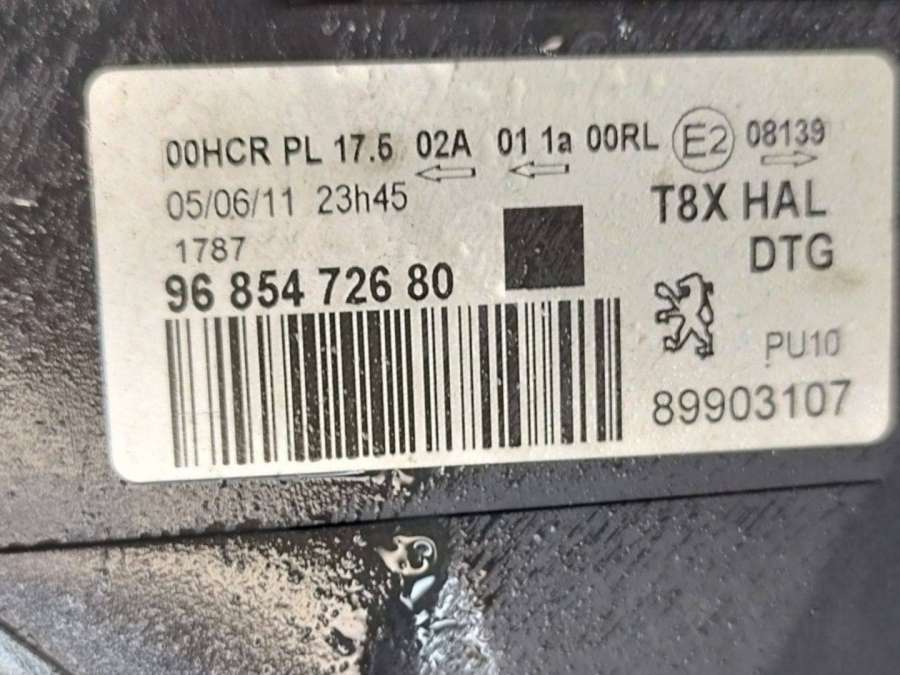 00HCR PL 17.6 02A 01 1a 00RL E2 08139
05/06/11 23h45
T8X HAL
1787
DTG
96 854 726 80
PU10
89903107